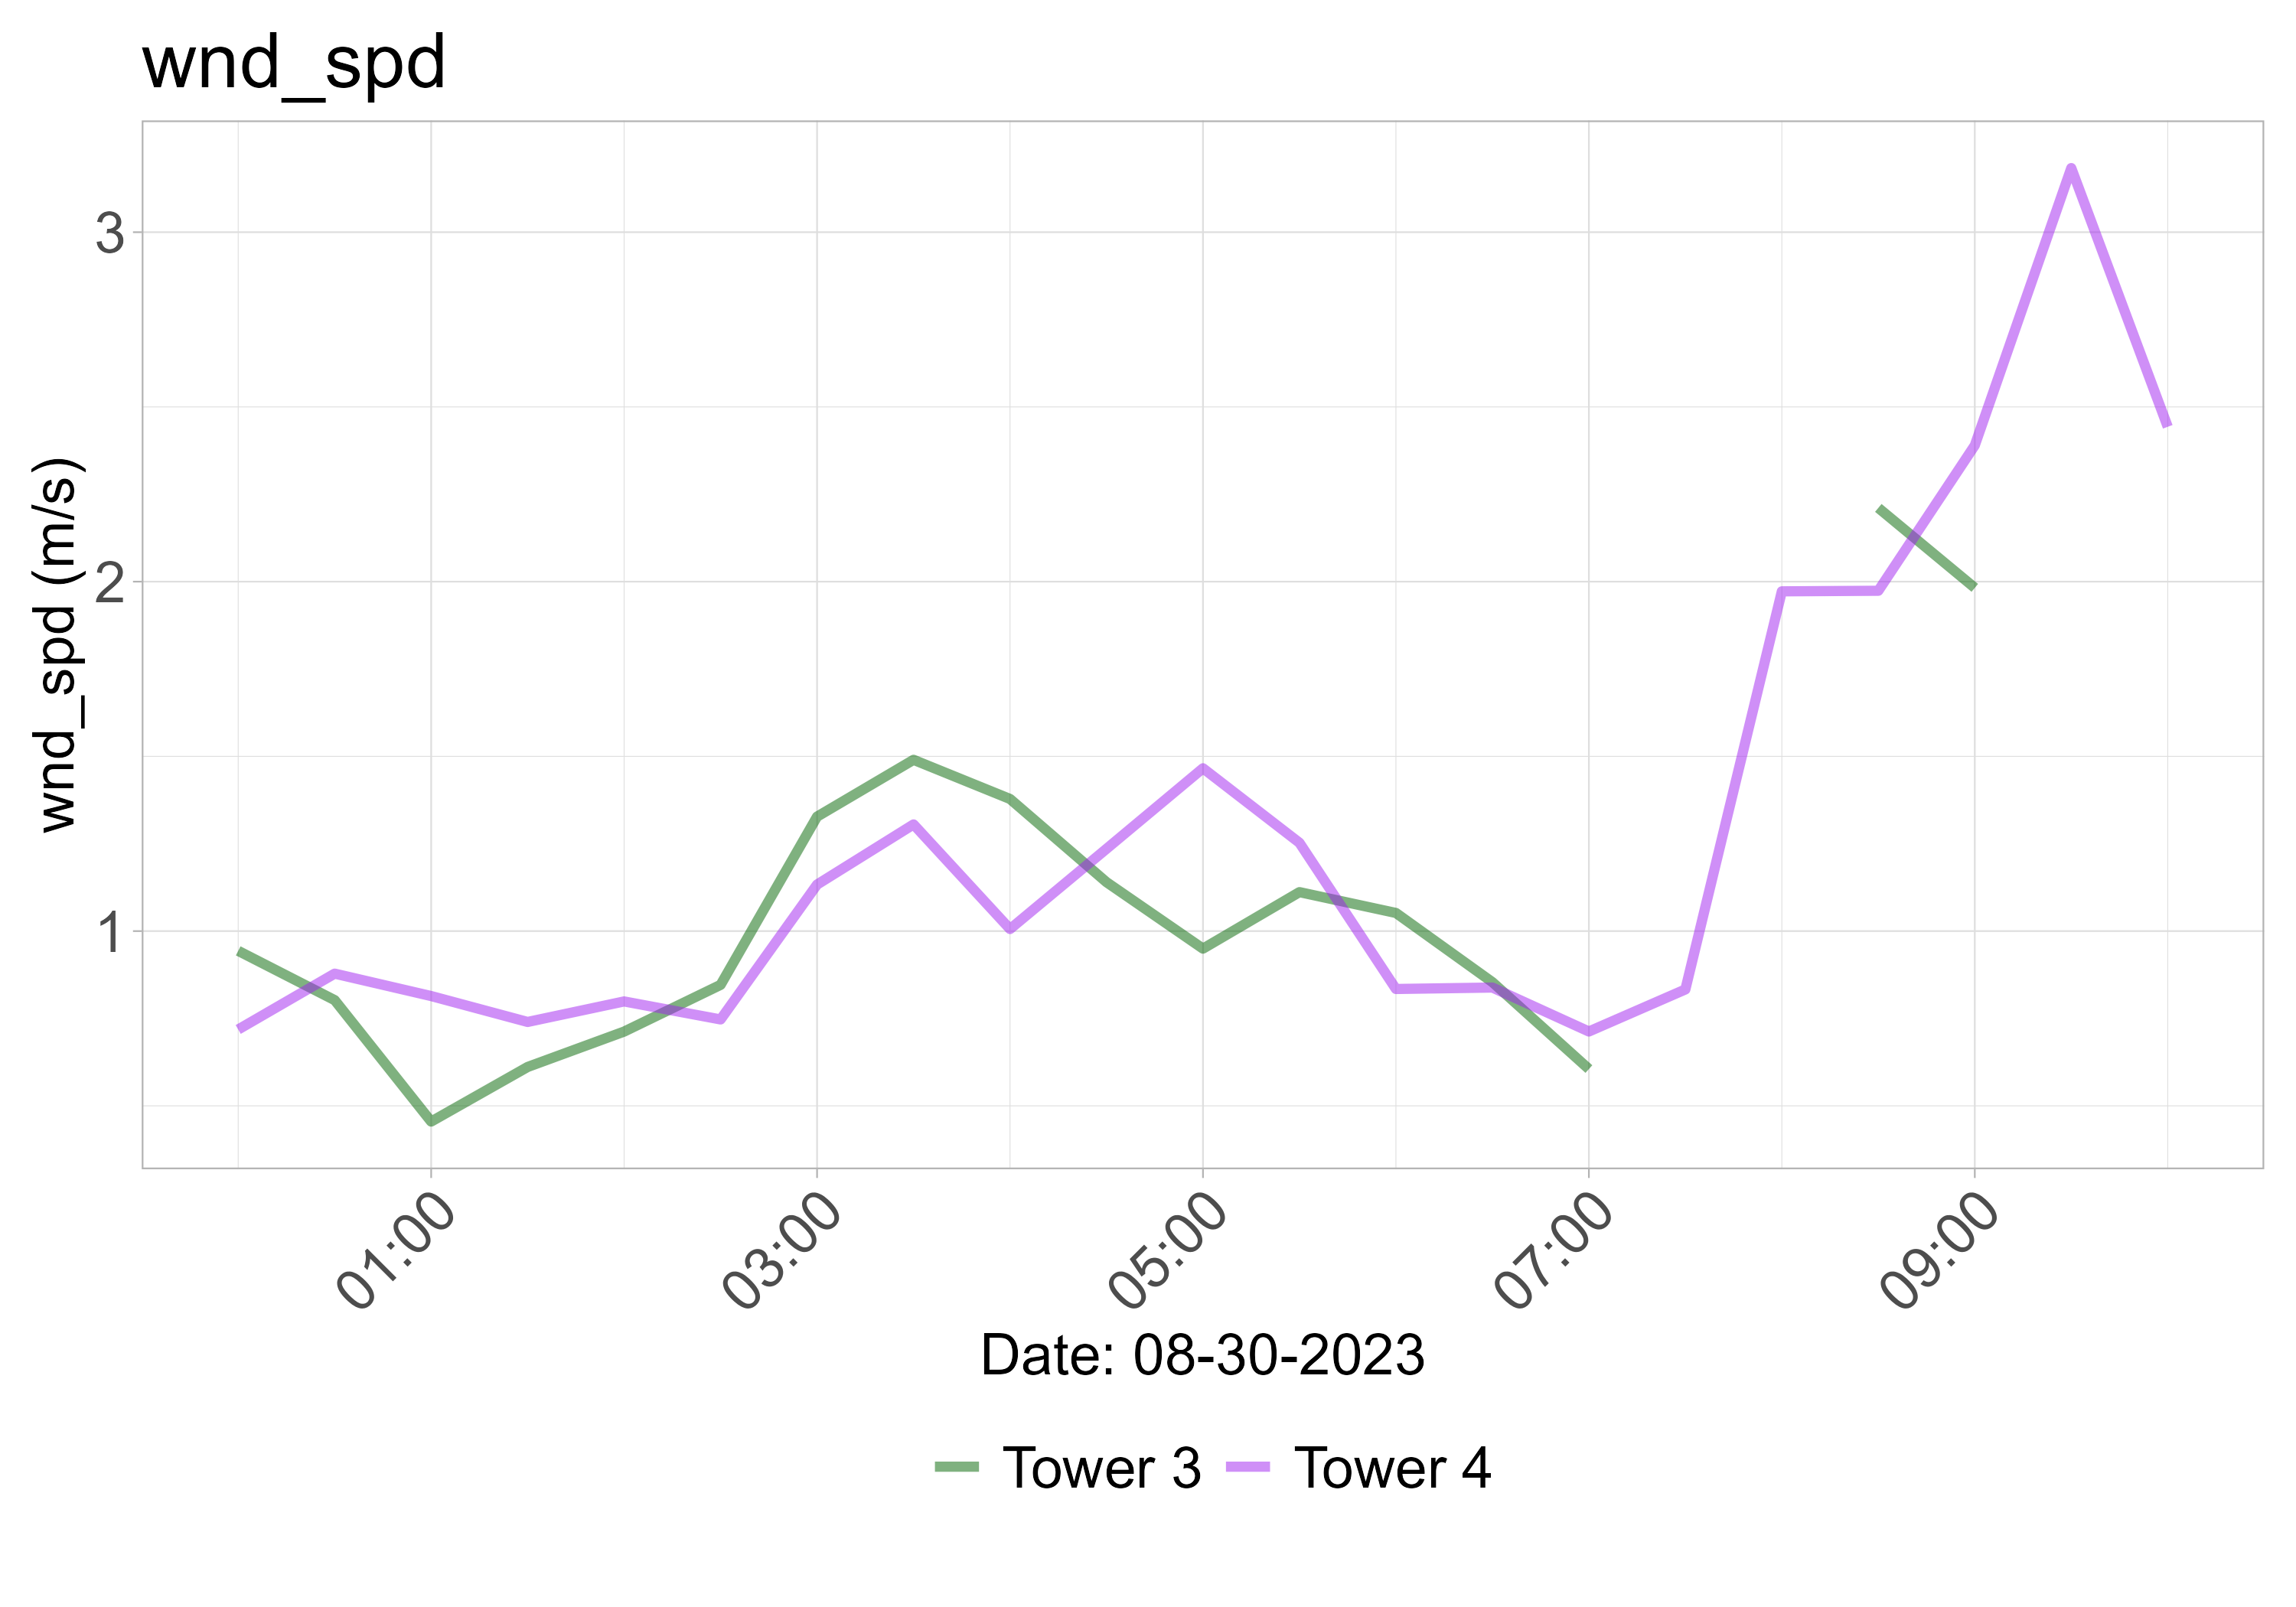 wnd_spd
wnd_spd (m/s)
3
2
1
01:00 03:00 05:00 07:00 09:00
Date: 08-30-2023
Tower 3 Tower 4